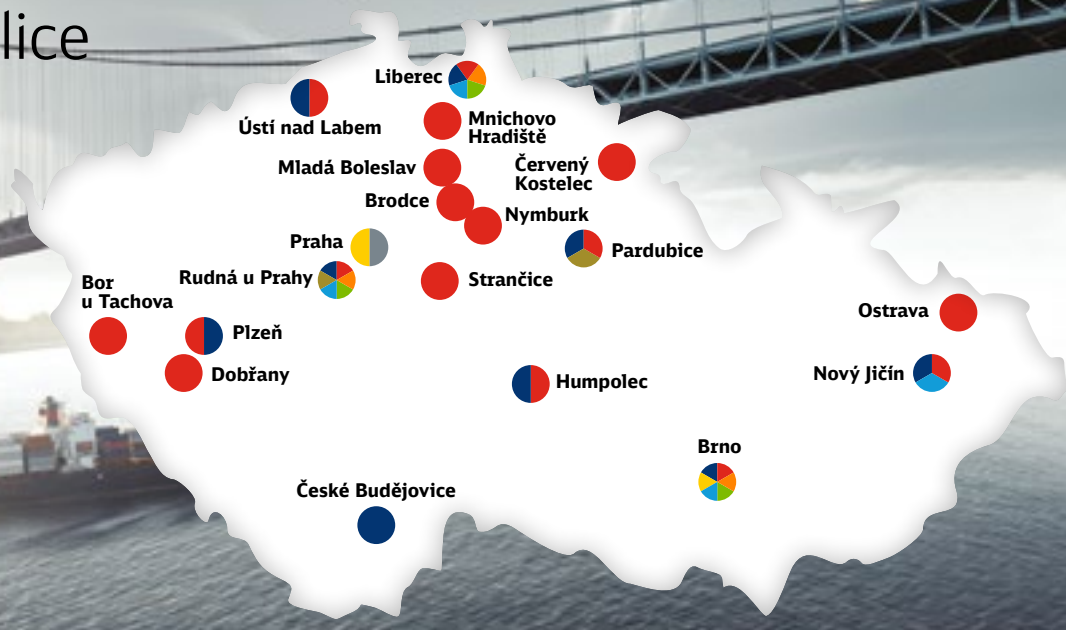 lice
Liberec
Ústí nad Labem
Mnichovo
Hradiště
Mladá Boleslav
Červený
Kostelec
Brodce
Nymburk
Praha
Pardubice
Rudná u Prahy
Strančice
Bor
u Tachova
Ostrava
Plzeň
Dobřany
Humpolec
Nový Jičín
Brno
České Budějovice